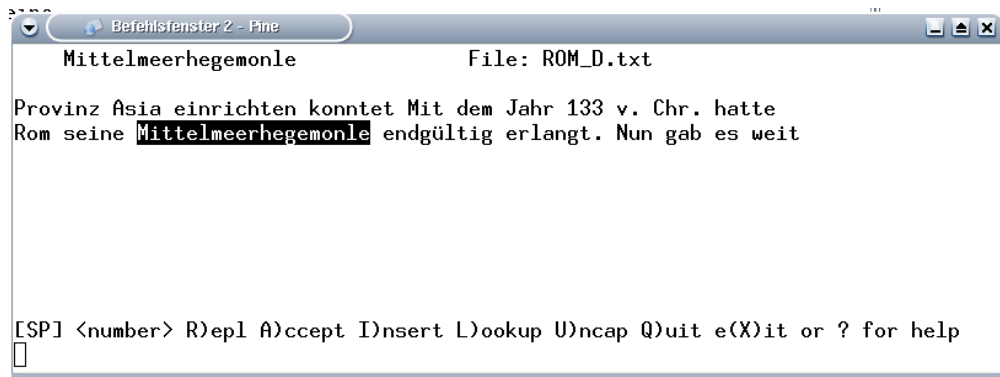 Befehlsfenster 2 - Pine
Mittelmeerhegemonle File: ROM_D.txt
Provinz Asia einrichten konntet Mit dem Jahr 133 v. Chr. hatte
Rom seine Mittelmeerhegemonle endgültig erlangt. Nun gab es weit
[SP] <number> R)epl A)ccept I)nsert L)ookup U)ncap Q)uit e(X)it or ? for help